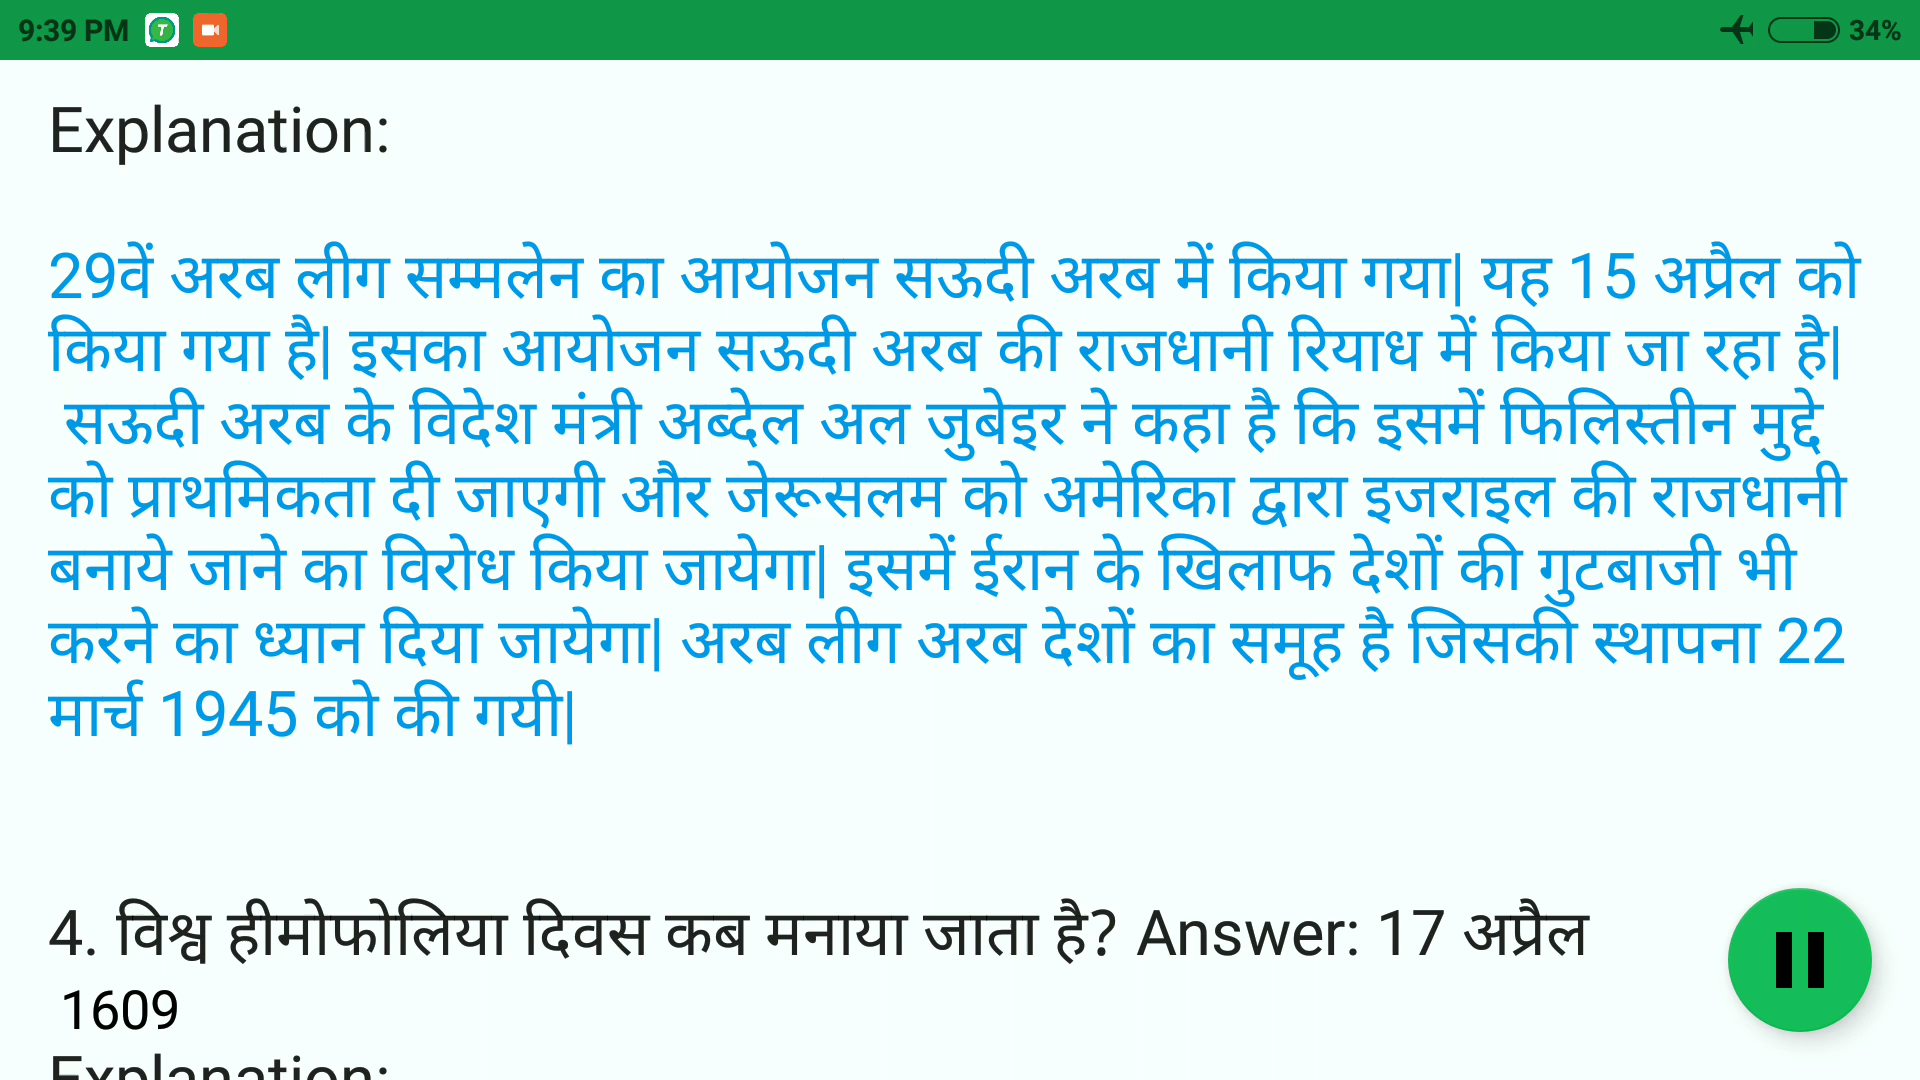 9:39 PM 34%
Explanation:
29वें अरब लीग सम्मलेन का आयोजन सऊदी अरब में किया गया| यह 15 अप्रैल को
किया गया है| इसका आयोजन सऊदी अरब की राजधानी रियाध में किया जा रहा है|
सऊदी अरब के विदेश मंत्री अब्देल अल जुबेइर ने कहा है कि इसमें फिलिस्तीन मुद्दे
को प्राथमिकता दी जाएगी और जेरूसलम को अमेरिका द्वारा इजराइल की राजधानी
बनाये जाने का विरोध किया जायेगा| इसमें ईरान के खिलाफ देशों की गुटबाजी भी
करने का ध्यान दिया जायेगा| अरब लीग अरब देशों का समूह है जिसकी स्थापना 22
मार्च 1945 को की गयी|
4. विश्व हीमोफोलिया दिवस कब मनाया जाता है? Answer: 17 अप्रैल
1609
Explanation: